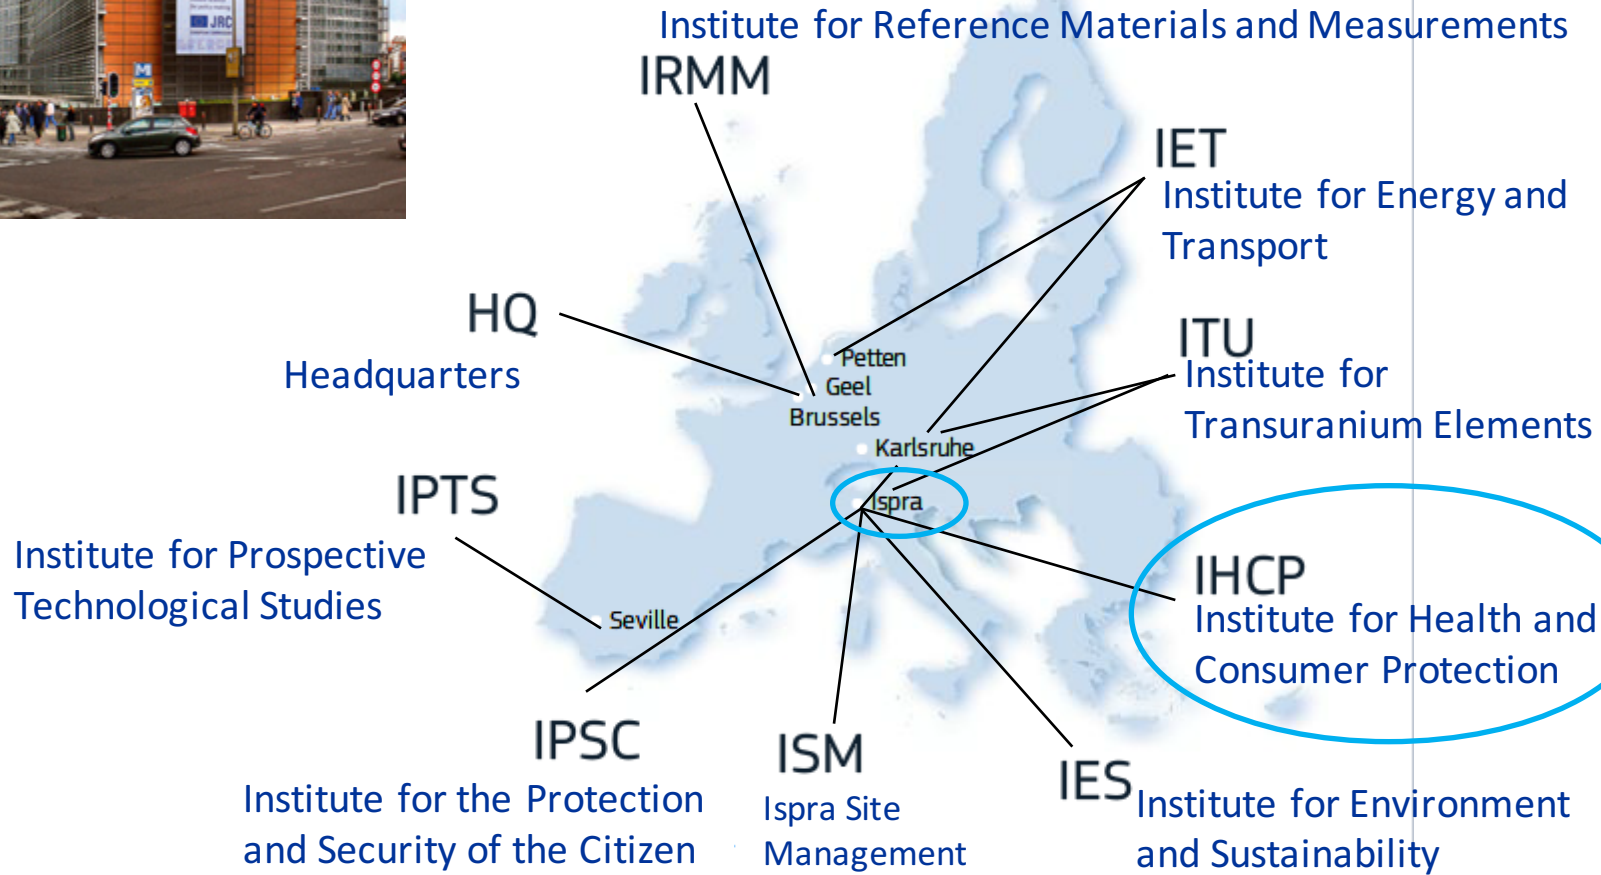 JRC
Institute for Reference Materials and Measurements
IRMM
IET
Institute for Energy and
Transport
HQ
Headquarters
ITU
Institute for
Transuranium Elements
Petten
Geel
Brussels
Karlsruhe
Ispra
IPTS
Institute for Prospective
Technological Studies
Seville
IHCP
Institute for Health and
Consumer Protection
IPSC
Institute for the Protection
and Security of the Citizen
ISM
Ispra Site
Management
IES
Institute for Environment
and Sustainability